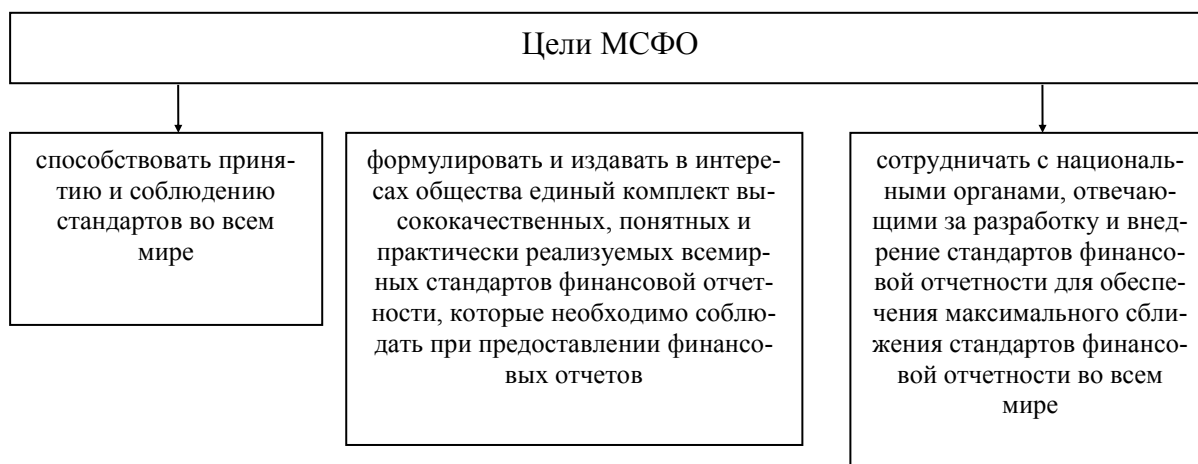 Цели МСФО
способствовать приня-
тию и соблюдению
стандартов во всем
мире
формулировать и издавать в интере-
сах общества единый комплект вы-
сококачественных, понятных и
практически реализуемых всемир-
ных стандартов финансовой отчет-
ности, которые необходимо соблю-
дать при предоставлении финансо-
вых отчетов
сотрудничать с националь-
ными органами, отвечаю-
щими за разработку и внед-
рение стандартов финансо-
вой отчетности для обеспе-
чения максимального сбли-
жения стандартов финансо-
вой отчетности во всем
мире